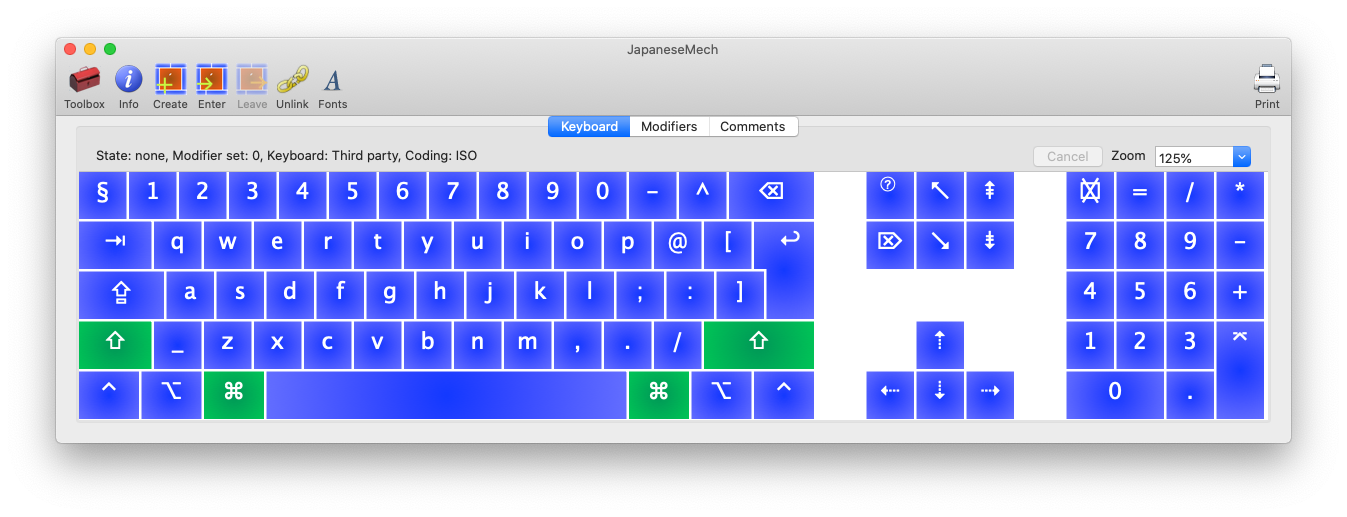 JapaneseMech
Toolbox Info Create Enter Leave Unlink Fonts Print
Keyboard Modifiers Comments
State: none, Modifier set: 0, Keyboard: Third party, Coding: ISO Cancel Zoom 125%
§ 1 2 3 4 5 6 7 8 9 0 - ^ ⌫ ? ↖ ⇞ ⌧ = / *
⇥ q w e r t y u i o p @ [ ↩ ⌦ ↘ ⇟ 7 8 9 -
⇪ a s d f g h j k l ; : ] 4 5 6 +
⇧ _ z x c v b n m , . / ⇧ ⇡ 1 2 3 ⌤
^ ⌥ ⌘ ⌘ ⌥ ^ ⇠ ⇣ ⇢ 0 .